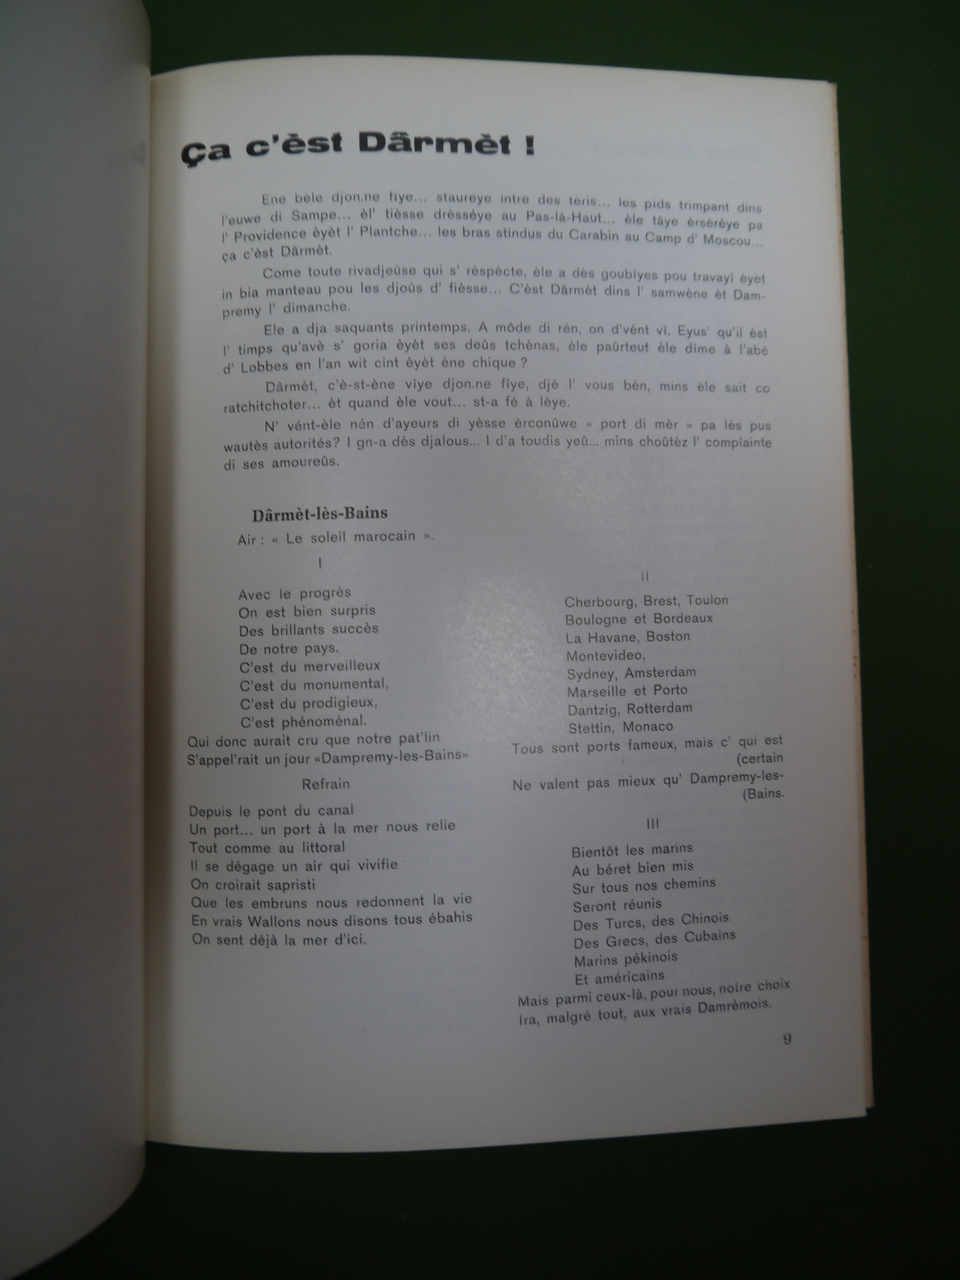 Ça c'èst Dârmèt !
Ene bèle djon.ne fiye... staurèye intrè des tèris... les pids trimpant dins
l'euwe di Sampe... èl' tièsse drèsséye au Pas-là-Haut... èle tâye èrsèréye pa
l' Providence èyèt l' Plantche... les bras stindus du Carabin au Camp d' Moscou...
ça c'èst Dârmèt.
Come toute rivadjeûse qui s' rèspècte, èle a dès goubiyes pou travayî èyet
in bia manteau pou les djoûs d' fièsse... C'èst Dârmèt dins l' samwène èt Dam-
premy l' dimanche.
Ele a dja saquants printemps. A môde di rén, on d'vént vî. Eyus' qu'il èst
l' timps qu'avè s' goria èyèt ses deûs tchènas, èle paûrteut èle dîme à l'abé
d' Lobbes en l'an wit cint èyèt ène chique ?
Dârmèt, c'è-st-ène vîye djon.ne fîye, djè l' vous bén, mins èle sait co
ratchitchoter... èt quand èle vout... st-a fé à lèye.
N' vént-èle nén d'ayeurs di yèsse èrconûwe « port di mèr » pa lès pus
wautès autorités? I gn-a dès djalous... I d'a toudis yeû... mins choûtèz l' complainte
di ses amoureûs.
Dârmèt-lès-Bains
Air : « Le soleil marocain ».
I
Avec le progrès
On est bien surpris
Des brillants succès
De notre pays.
C'est du merveilleux
C'est du monumental,
C'est du prodigieux,
C'est phénoménal.
Qui donc aurait cru que notre pat'lin
S'appel'rait un jour «Dampremy-les-Bains»
Refrain
Depuis le pont du canal
Un port... un port à la mer nous relie
Tout comme au littoral
Il se dégage un air qui vivifie
On croirait sapristi
Que les embruns nous redonnent la vie
En vrais Wallons nous disons tous ébahis
On sent déjà la mer d'ici.
II
Cherbourg, Brest, Toulon
Boulogne et Bordeaux
La Havane, Boston
Montevideo,
Sydney, Amsterdam
Marseille et Porto
Dantzig, Rotterdam
Stettin, Monaco
Tous sont ports fameux, mais c' qui est
(certain
Ne valent pas mieux qu' Dampremy-les-
(Bains.
III
Bientôt les marins
Au béret bien mis
Sur tous nos chemins
Seront réunis
Des Turcs, des Chinois
Des Grecs, des Cubains
Marins pékinois
Et américains
Mais parmi ceux-là, pour nous, notre choix
Ira, malgré tout, aux vrais Damrémois.
9